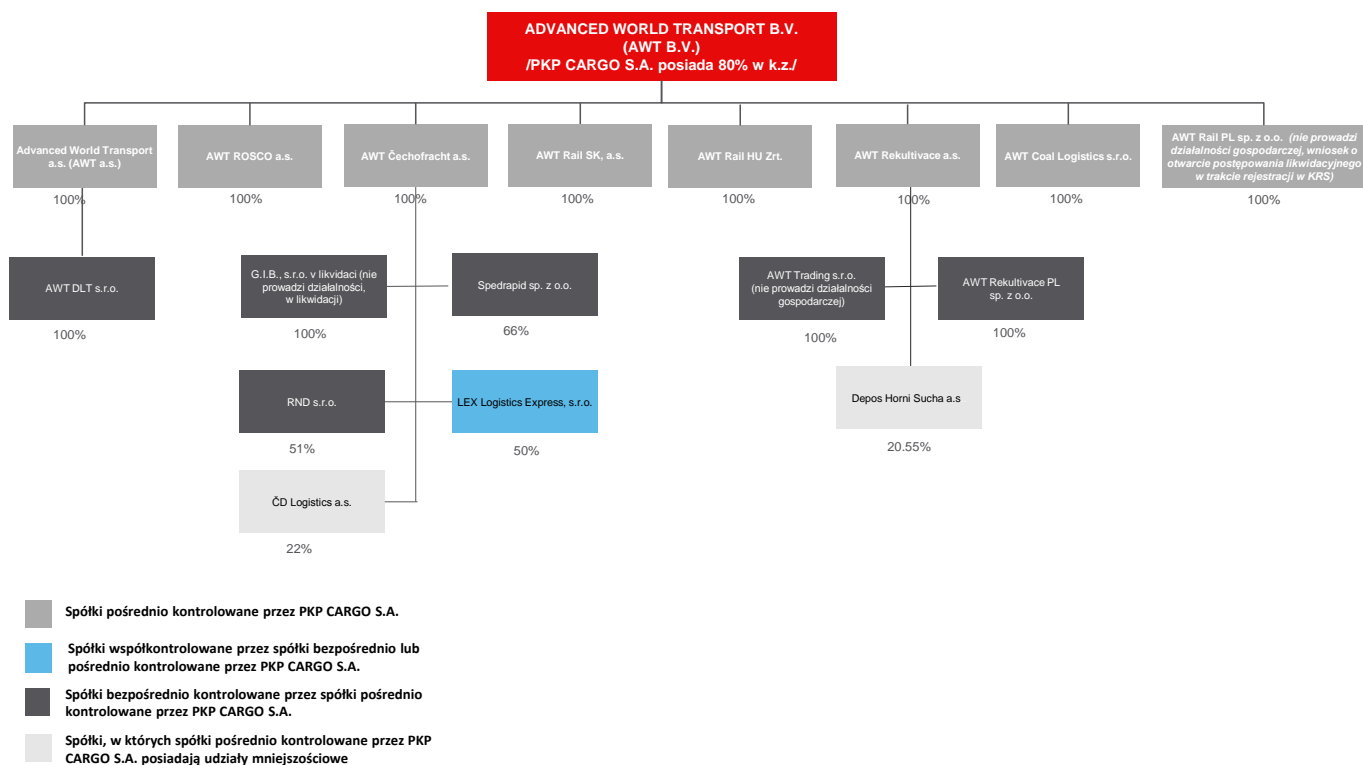 ADVANCED WORLD TRANSPORT B.V.
(AWT B.V.)
/PKP CARGO S.A. posiada 80% w k.z./
Advanced World Transport
a.s. (AWT a.s.)
100%
AWT ROSCO a.s.
100%
AWT Čechofracht a.s.
100%
AWT Rail SK, a.s.
100%
AWT Rail HU Zrt.
100%
AWT Rekultivace a.s.
100%
AWT Coal Logistics s.r.o.
100%
AWT Rail PL sp. z o.o. (nie prowadzi
działalności gospodarczej, wniosek o
otwarcie postępowania likwidacyjnego
w trakcie rejestracji w KRS)
100%
AWT DLT s.r.o.
100%
G.I.B., s.r.o. v likvidaci (nie
prowadzi działalności,
w likwidacji)
100%
Spedrapid sp. z o.o.
66%
AWT Trading s.r.o.
(nie prowadzi działalności
gospodarczej)
100%
AWT Rekultivace PL
sp. z o.o.
100%
RND s.r.o.
51%
LEX Logistics Express, s.r.o.
50%
Depos Horni Sucha a.s
20.55%
ČD Logistics a.s.
22%
Spółki pośrednio kontrolowane przez PKP CARGO S.A.
Spółki współkontrolowane przez spółki bezpośrednio lub
pośrednio kontrolowane przez PKP CARGO S.A.
Spółki bezpośrednio kontrolowane przez spółki pośrednio
kontrolowane przez PKP CARGO S.A.
Spółki, w których spółki pośrednio kontrolowane przez PKP
CARGO S.A. posiadają udziały mniejszościowe